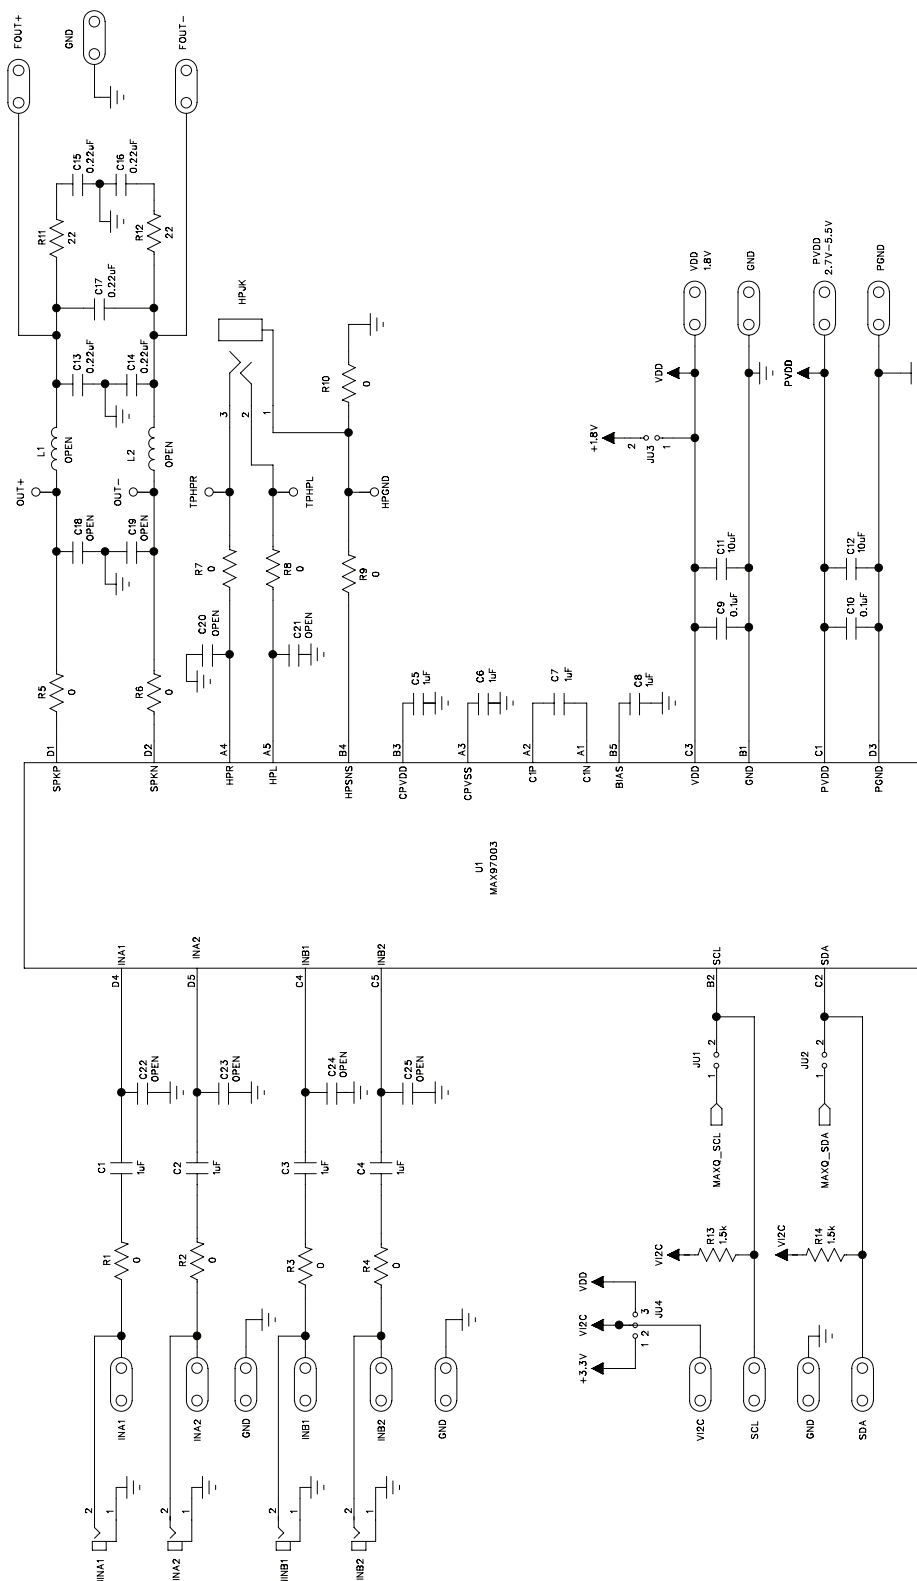 FOUT+
GND
FOUT-
C15
0.22uF
C16
0.22uF
R11
22
R12
22
C17
0.22uF
C13
0.22uF
C14
0.22uF
L1
OPEN
L2
OPEN
OUT+
OUT-
C18
OPEN
C19
OPEN
R5
0
R6
0
D1
D2
SPKP
SPKN
HPJK
3
2
1
R10
0
TPHPR
TPHPL
HPGND
R7
0
R8
0
R9
0
C20
OPEN
C21
OPEN
A4
A5
B4
HPR
HPL
HPSNS
C5
1uF
C6
1uF
C7
1uF
C8
1uF
B3
A3
A2
A1
B5
CPVDD
CPVSS
C1P
C1N
BIAS
VDD
1.8V
GND
PVDD
2.7V-5.5V
PGND
VDD
PVDD
+1.8V
2
JU3
1
C11
10uF
C12
10uF
C9
0.1uF
C10
0.1uF
C3
B1
C1
D3
VDD
GND
PVDD
PGND
U1
MAX97003
INA1
INA2
INB1
INB2
SCL
SDA
D4
D5
C4
C5
B2
C2
C22
OPEN
C23
OPEN
C24
OPEN
C25
OPEN
C1
1uF
C2
1uF
C3
1uF
C4
1uF
R1
0
R2
0
R3
0
R4
0
INA1
INA2
GND
INB1
INB2
GND
2
1
2
1
2
1
2
1
JINA2
JINB1
JINB2
JU1
2
1
JU2
2
1
MAXQ_SCL
MAXQ_SDA
VI2C
R13
1.5k
VI2C
R14
1.5k
VDD
VI2C
+3.3V
JU4
3
2
1
VI2C
SCL
GND
SDA